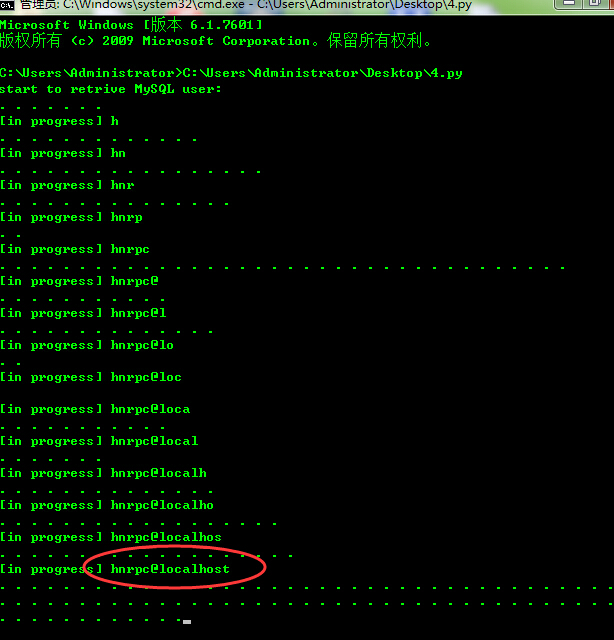 管理员: C:\Windows\system32\cmd.exe - C:\Users\Administrator\Desktop\4.py
Microsoft Windows [版本 6.1.7601]
版权所有 (c) 2009 Microsoft Corporation。保留所有权利。
C:\Users\Administrator>C:\Users\Administrator\Desktop\4.py
start to retrive MySQL user:
- - - - - - -
[in progress] h
- - - - - - - - - - - - -
[in progress] hn
- - - - - - - - - - - - - - - - -
[in progress] hnr
- - - - - - - - - - - - - - -
[in progress] hnrp
- -
[in progress] hnrpc
- - - - - - - - - - - - - - - - - - - - - - - - - - - - - - - - - - - -
[in progress] hnrpc@
- - - - - - - - - - -
[in progress] hnrpc@l
- - - - - - - - - - - - - -
[in progress] hnrpc@lo
- -
[in progress] hnrpc@loc
[in progress] hnrpc@loca
- - - - - - - - - - -
[in progress] hnrpc@local
- - - - - - -
[in progress] hnrpc@localh
- - - - - - - - - - - - - -
[in progress] hnrpc@localho
- - - - - - - - - - - - - - - - - -
[in progress] hnrpc@localhos
- - - - - - - - - - - - - - - - - - -
[in progress] hnrpc@localhost
- - - - - - - - - - - - - - - - - - - - - - - - - - - - - - - - - - - - - - -
- - - - - - - - - - - - - - - - - - - - - - - - - - - - - - - - - - - - - - -
- - - - - - - - - - - -